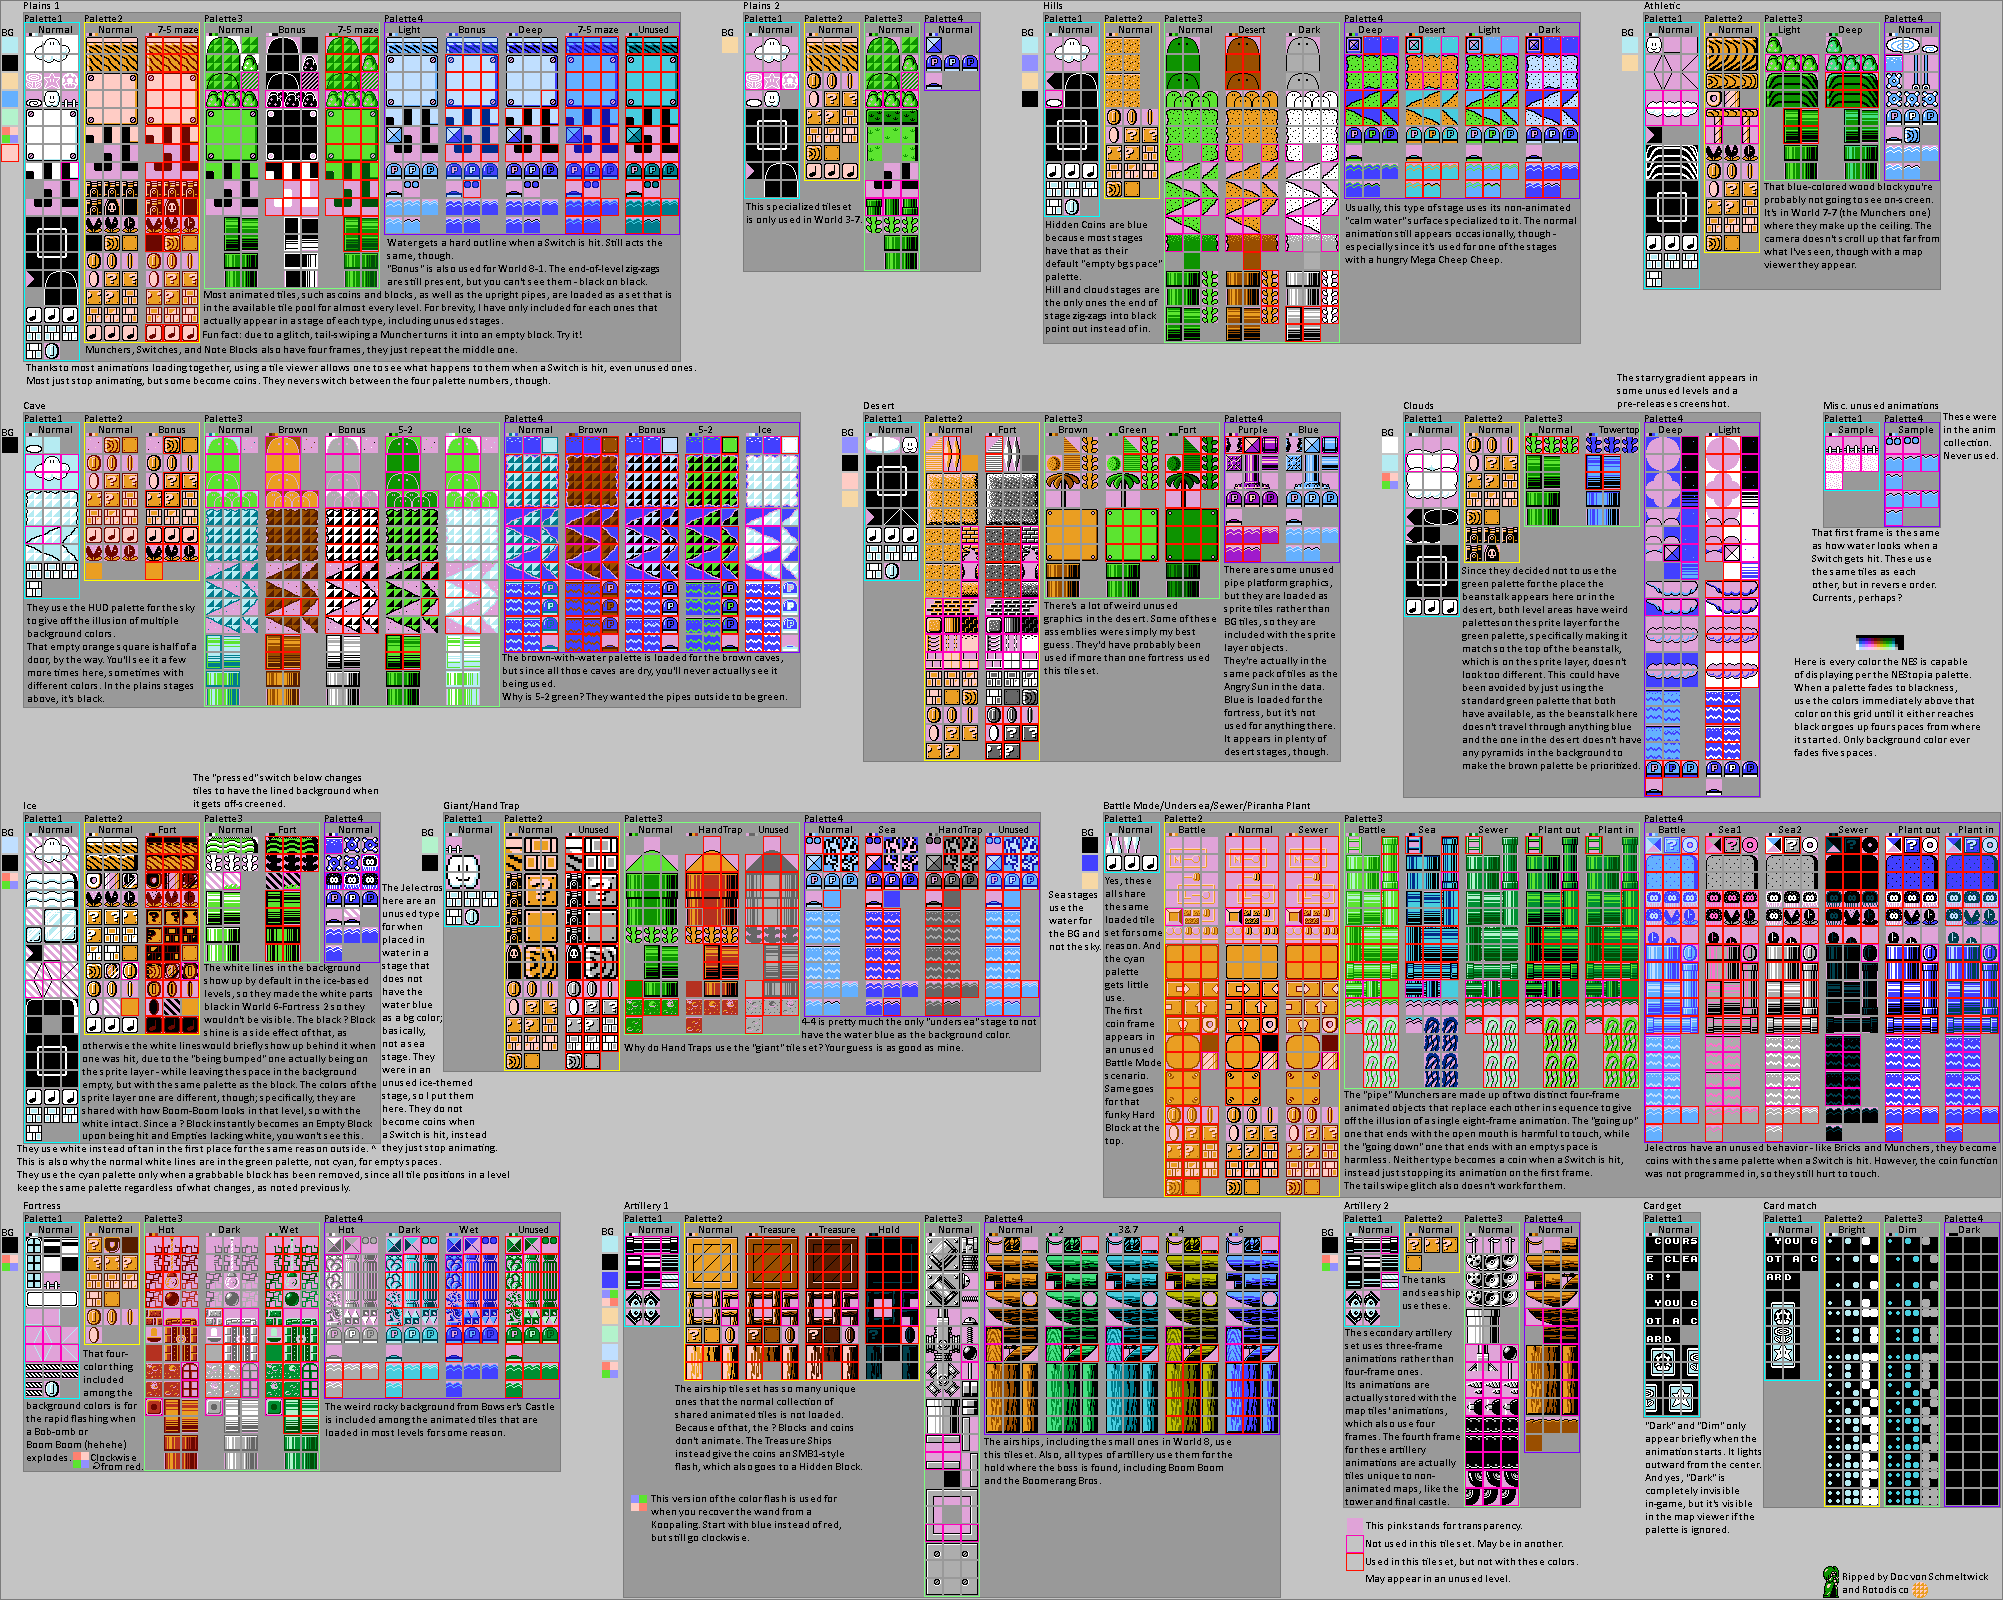 Plains 1
Palette1
Palette2
Palette3
Palette4
Normal
Normal
7-5 maze
Normal
Bonus
7-5 maze
Light
Bonus
Deep
7-5 maze
Unused
BG
Water gets a hard outline when a Switch is hit. Still acts the
same, though.
"Bonus" is also used for World 8-1. The end-of-level zig-zags
are still present, but you can't see them - black on black.
Most animated tiles, such as coins and blocks, as well as the upright pipes, are loaded as a set that is
in the available tile pool for almost every level. For brevity, I have only included for each ones that
actually appear in a stage of each type, including unused stages.
Fun fact: due to a glitch, tail-swiping a Muncher turns it into an empty block. Try it!
Munchers, Switches, and Note Blocks also have four frames, they just repeat the middle one.
Thanks to most animations loading together, using a tile viewer allows one to see what happens to them when a Switch is hit, even unused ones.
Most just stop animating, but some become coins. They never switch between the four palette numbers, though.
Plains 2
Palette1
Palette2
Palette3
Palette4
Normal
Normal
Normal
Normal
BG
This specialized tileset
is only used in World 3-7.
Hills
Palette1
Palette2
Palette3
Palette4
Normal
Normal
Normal
Desert
Dark
Deep
Desert
Light
Dark
BG
Hidden Coins are blue
because most stages
have that as their
default "empty bg space"
palette.
Hill and cloud stages are
the only ones the end of
stage zig-zags into black
point out instead of in.
Usually, this type of stage uses its non-animated
"calm water" surface specialized to it. The normal
animation still appears occasionally, though -
especially since it's used for one of the stages
with a hungry Mega Cheep Cheep.
Athletic
Palette1
Palette2
Palette3
Palette4
Normal
Normal
Light
Deep
Normal
BG
That blue-colored wood block you're
probably not going to see on-screen.
It's in World 7-7 (the Munchers one)
where they make up the ceiling. The
camera doesn't scroll up that far from
what I've seen, though with a map
viewer they appear.
Cave
Palette1
Palette2
Palette3
Palette4
Normal
Normal
Bonus
Normal
Brown
Bonus
5-2
Ice
Normal
Brown
Bonus
5-2
Ice
BG
They use the HUD palette for the sky
to give off the illusion of multiple
background colors.
That empty orange square is half of a
door, by the way. You'll see it a few
more times here, sometimes with
different colors. In the plains stages
above, it's black.
The brown-with-water palette is loaded for the brown caves,
but since all those caves are dry, you'll never actually see it
being used.
Why is 5-2 green? They wanted the pipes outside to be green.
Desert
Palette1
Palette2
Palette3
Palette4
Normal
Normal
Fort
Brown
Green
Fort
Purple
Blue
BG
There's a lot of weird unused
graphics in the desert. Some of these
assemblies were simply my best
guess. They'd have probably been
used if more than one fortress used
this tile set.
There are some unused
pipe platform graphics,
but they are loaded as
sprite tiles rather than
BG tiles, so they are
included with the sprite
layer objects.
They're actually in the
same pack of tiles as the
Angry Sun in the data.
Blue is loaded for the
fortress, but it's not
used for anything there.
It appears in plenty of
desert stages, though.
The starry gradient appears in
some unused levels and a
pre-release screenshot.
Clouds
Palette1
Palette2
Palette3
Palette4
Normal
Normal
Normal
Towertop
Deep
Light
BG
Since they decided not to use the
green palette for the place the
beanstalk appears here or in the
desert, both level areas have weird
palettes on the sprite layer for the
green palette, specifically making it
match so the top of the beanstalk,
which is on the sprite layer, doesn't
look too different. This could have
been avoided by just using the
standard green palette that both
have available, as the beanstalk here
doesn't travel through anything blue
and the one in the desert doesn't have
any pyramids in the background to
make the brown palette be prioritized.
Misc. unused animations
Palette1
Palette4
Sample
Sample
These were
in the anim
collection.
Never used.
That first frame is the same
as how water looks when a
Switch gets hit. These use
the same tiles as each
other, but in reverse order.
Currents, perhaps?
Here is every color the NES is capable
of displaying per the NEStopia palette.
When a palette fades to blackness,
use the colors immediately above that
color on this grid until it either reaches
black or goes up four spaces from where
it started. Only background color ever
fades five spaces.
The "pressed" switch below changes
tiles to have the lined background when
it gets off-screened.
Ice
Palette1
Palette2
Palette3
Palette4
Normal
Normal
Fort
Normal
Fort
Normal
BG
The white lines in the background
show up by default in the ice-based
levels, so they made the white parts
black in World 6-Fortress 2 so they
wouldn't be visible. The black ? Block
shine is a side effect of that, as
otherwise the white lines would briefly show up behind it when
one was hit, due to the "being bumped" one actually being on
the sprite layer - while leaving the space in the background
empty, but with the same palette as the block. The colors of the
sprite layer one are different, though; specifically, they are
shared with how Boom-Boom looks in that level, so with the
white intact. Since a ? Block instantly becomes an Empty Block
upon being hit and Empties lacking white, you won't see this.
They use white instead of tan in the first place for the same reason outside. ^
This is also why the normal white lines are in the green palette, not cyan, for empty spaces.
They use the cyan palette only when a grabbable block has been removed, since all tile positions in a level
keep the same palette regardless of what changes, as noted previously.
The Jelectros
here are an
unused type
for when
placed in
water in a
stage that
does not
have the
water blue
as a bg color;
basically,
not a sea
stage. They
were in an
unused ice-themed
stage, so I put them
here. They do not
become coins when
a Switch is hit, instead
they just stop animating.
Giant/Hand Trap
Palette1
Palette2
Palette3
Palette4
Normal
Normal
Unused
Normal
HandTrap
Unused
Normal
Sea
HandTrap
Unused
BG
4-4 is pretty much the only "undersea" stage to not
have the water blue as the background color.
Why do Hand Traps use the "giant" tile set? Your guess is as good as mine.
Battle Mode/Undersea/Sewer/Piranha Plant
Palette1
Palette2
Palette3
Palette4
Normal
Battle
Normal
Sewer
Battle
Sea
Sewer
Plant out
Plant in
Battle
Sea1
Sea2
Sewer
Plant out
Plant in
BG
Sea stages
use the
water for
the BG and
not the sky.
Yes, these
all share
the same
loaded tile
set for some
reason. And
the cyan
palette
gets little
use.
The first
coin frame
appears in
an unused
Battle Mode
scenario.
Same goes
for that
funky Hard
Block at the
top.
The "pipe" Munchers are made up of two distinct four-frame
animated objects that replace each other in sequence to give
off the illusion of a single eight-frame animation. The "going up"
one that ends with the open mouth is harmful to touch, while
the "going down" one that ends with an empty space is
harmless. Neither type becomes a coin when a Switch is hit,
instead just stopping its animation on the first frame.
The tail swipe glitch also doesn't work for them.
Jelectros have an unused behavior - like Bricks and Munchers, they become
coins with the same palette when a Switch is hit. However, the coin function
was not programmed in, so they still hurt to touch.
Fortress
Palette1
Palette2
Palette3
Palette4
Normal
Normal
Hot
Dark
Wet
Hot
Dark
Wet
Unused
BG
That four-
color thing
included
among the
background colors is for
the rapid flashing when
a Bob-omb or
Boom Boom (hehehe)
explodes.
Clockwise
from red.
The weird rocky background from Bowser's Castle
is included among the animated tiles that are
loaded in most levels for some reason.
Artillery 1
Palette1
Palette2
Palette3
Palette4
Normal
Normal
Treasure
Treasure
Hold
Normal
Normal
2
3&7
4
6
BG
The airship tile set has so many unique
ones that the normal collection of
shared animated tiles is not loaded.
Because of that, the ? Blocks and coins
don't animate. The Treasure Ships
instead give the coins an SMB1-style
flash, which also goes to a Hidden Block.
This version of the color flash is used for
when you recover the wand from a
Koopaling. Start with blue instead of red,
but still go clockwise.
The airships, including the small ones in World 8, use
this tile set. Also, all types of artillery use them for the
hold where the boss is found, including Boom Boom
and the Boomerang Bros.
Artillery 2
Palette1
Palette2
Palette3
Palette4
Normal
Normal
Normal
Normal
BG
The tanks
and sea ship
use these.
The secondary artillery
set uses three-frame
animations rather than
four-frame ones.
Its animations are
actually stored with the
map tiles' animations,
which also use four
frames. The fourth frame
for these artillery
animations are actually
tiles unique to non-
animated maps, like the
tower and final castle.
This pink stands for transparency.
Not used in this tile set. May be in another.
Used in this tile set, but not with these colors.
May appear in an unused level.
Card get
Palette1
Normal
COURS
E CLEA
R !
YOU G
OT A C
ARD
"Dark" and "Dim" only
appear briefly when the
animation starts. It lights
outward from the center.
And yes, "Dark" is
completely invisible
in-game, but it's visible
in the map viewer if the
palette is ignored.
Card match
Palette1
Palette2
Palette3
Palette4
Normal
Bright
Dim
Dark
YOU G
OT A C
ARD
Ripped by Doc von Schmeltwick
and Rotodisco